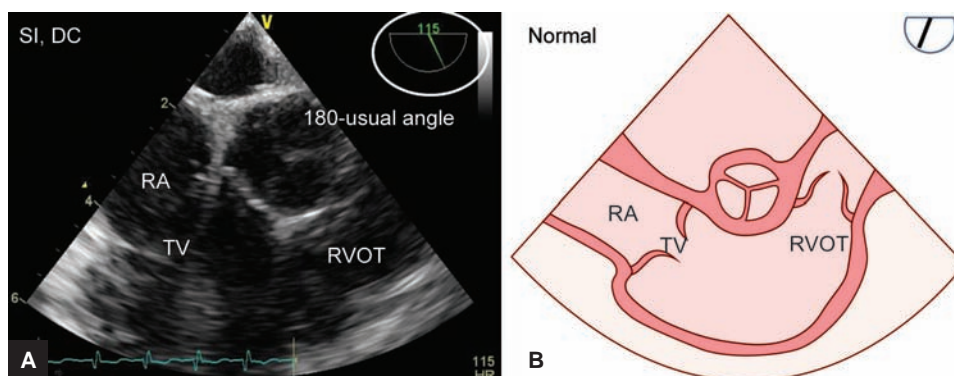 SI, DC
V
115
180-usual angle
2
RA
4
TV
RVOT
6
A
115
HR
Normal
RA
TV
RVOT
B